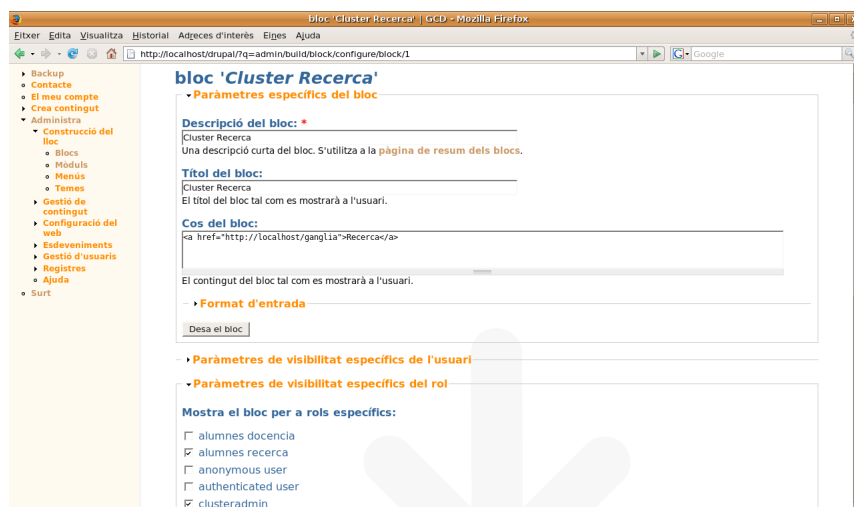 bloc 'Cluster Recerca' | GCD - Mozilla Firefox
Fitxer Edita Visualitza Historial Adreces d'interès Eines Ajuda
http://localhost/drupal/?q=admin/build/block/configure/block/1
Google
Backup
Contacte
El meu compte
Crea contingut
Administra
Construcció del
lloc
Blocs
Mòduls
Menús
Temes
Gestió de
contingut
Configuració del
web
Esdeveniments
Gestió d'usuaris
Registres
Ajuda
Surt
bloc 'Cluster Recerca'
Paràmetres específics del bloc
Descripció del bloc: *
Cluster Recerca
Una descripció curta del bloc. S'utilitza a la pàgina de resum dels blocs.
Títol del bloc:
Cluster Recerca
El títol del bloc tal com es mostrarà a l'usuari.
Cos del bloc:
<a href="http://localhost/ganglia">Recerca</a>
El contingut del bloc tal com es mostrarà a l'usuari.
Format d'entrada
Desa el bloc
Paràmetres de visibilitat específics de l'usuari
Paràmetres de visibilitat específics del rol
Mostra el bloc per a rols específics:
alumnes docencia
alumnes recerca
anonymous user
authenticated user
clusteradmin